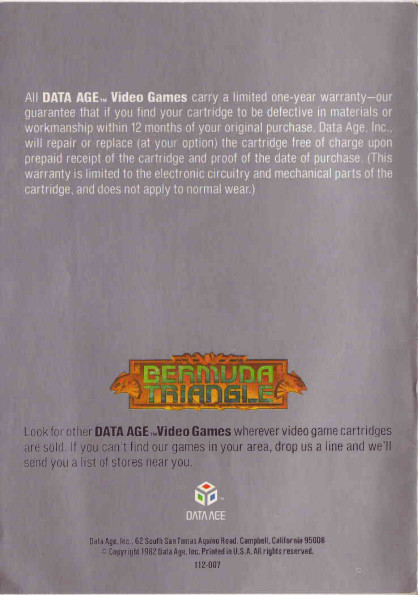 All DATA AGE™ Video Games carry a limited one-year warranty—our
guarantee that if you find your cartridge to be defective in materials or
workmanship within 12 months of your original purchase, Data Age, Inc.,
will repair or replace (at your option) the cartridge free of charge upon
prepaid receipt of the cartridge and proof of the date of purchase. (This
warranty is limited to the electronic circuitry and mechanical parts of the
cartridge, and does not apply to normal wear.)
BERMUDA
TRIANGLE
Look for other DATA AGE™ Video Games wherever video game cartridges
are sold. If you can't find our games in your area, drop us a line and we'll
send you a list of stores near you.
™
DATA AGE
Data Age, Inc., 62 South San Tomas Aquino Road, Campbell, California 95008
© Copyright 1982 Data Age, Inc. Printed in U.S.A. All rights reserved.
112-007